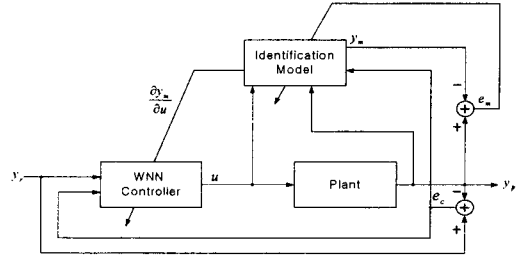 Identification
Model
y_m
−
e_m
+
∂y_m
∂u
y_r
WNN
Controller
u
Plant
y_p
−
e_c
+